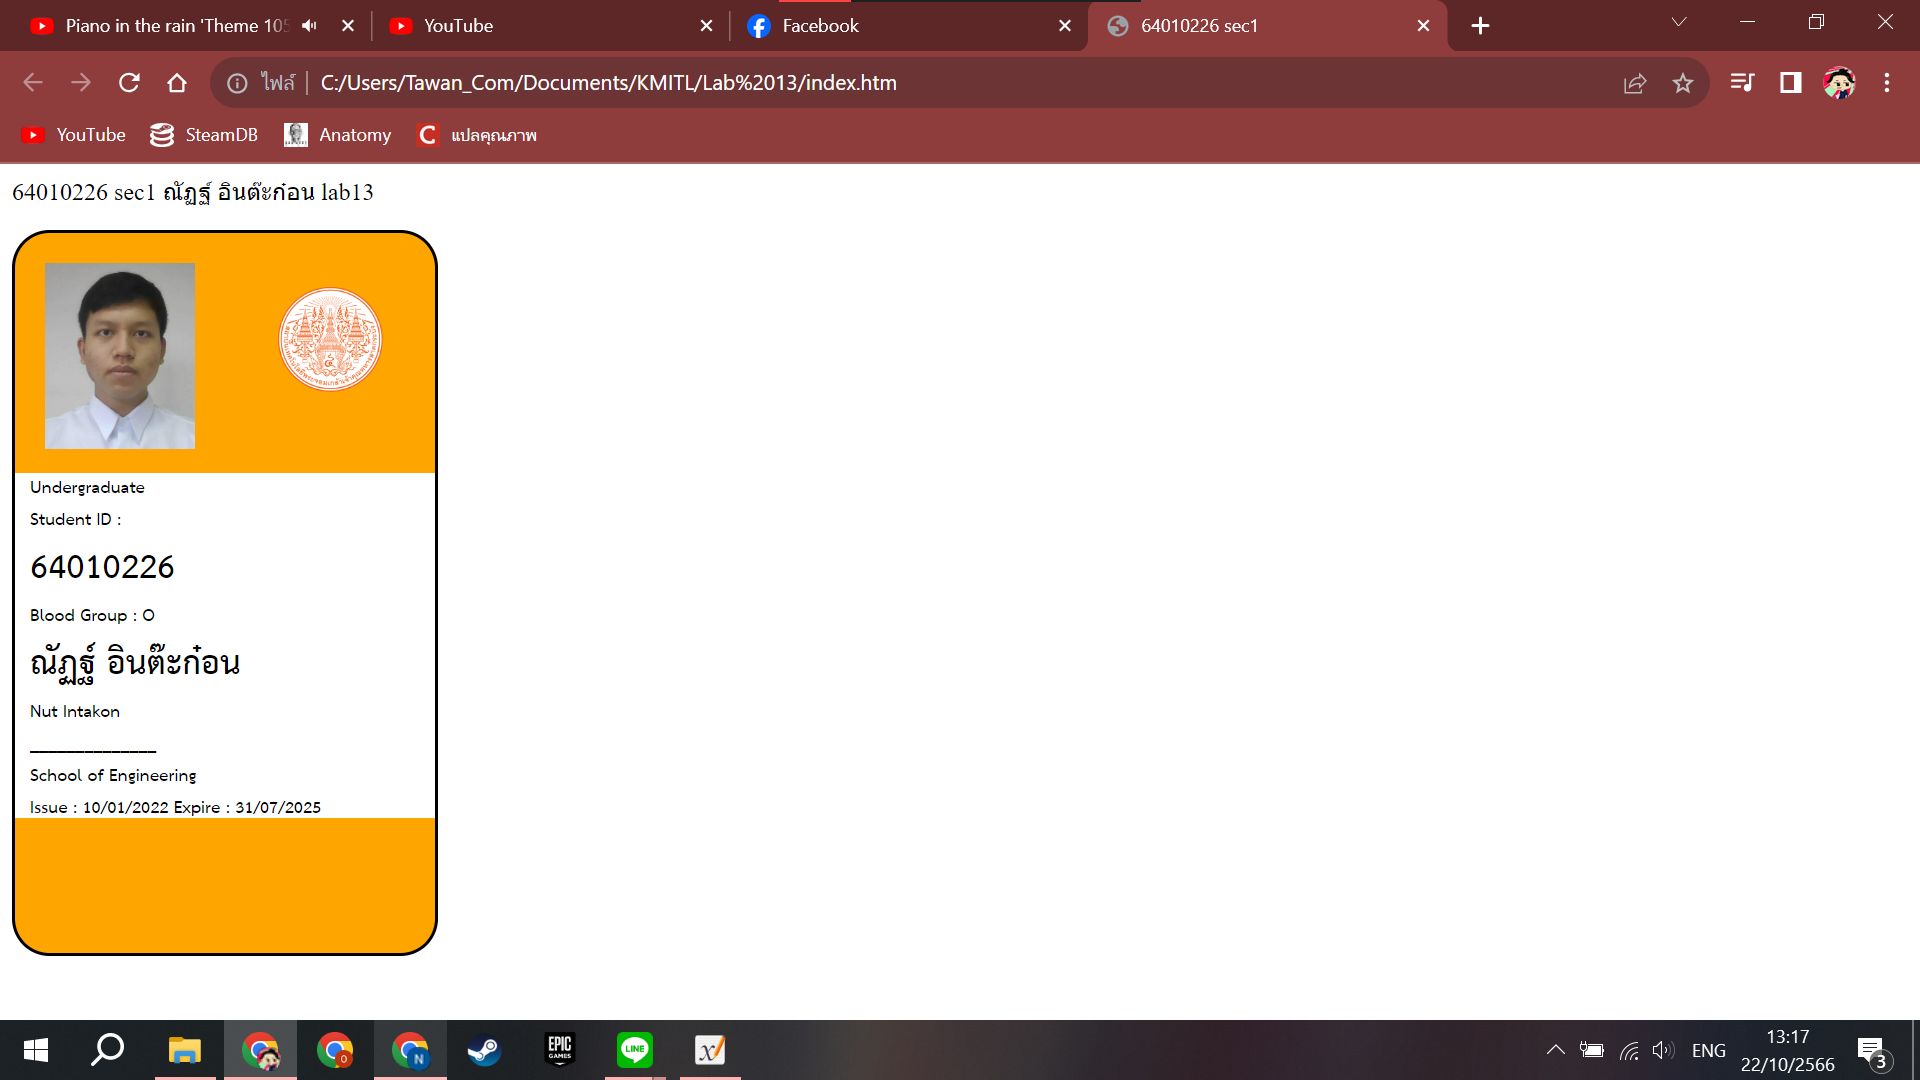 Piano in the rain 'Theme 105
YouTube
Facebook
64010226 sec1
ไฟล์
C:/Users/Tawan_Com/Documents/KMITL/Lab%2013/index.htm
YouTube
SteamDB
Anatomy
แปลคุณภาพ
64010226 sec1 ณัฏฐ์ อินต๊ะก๋อน lab13
Undergraduate
Student ID :
64010226
Blood Group : O
ณัฏฐ์ อินต๊ะก๋อน
Nut Intakon
______________
School of Engineering
Issue : 10/01/2022 Expire : 31/07/2025
O
N
EPIC
GAMES
LINE
ENG
13:17
22/10/2566
3